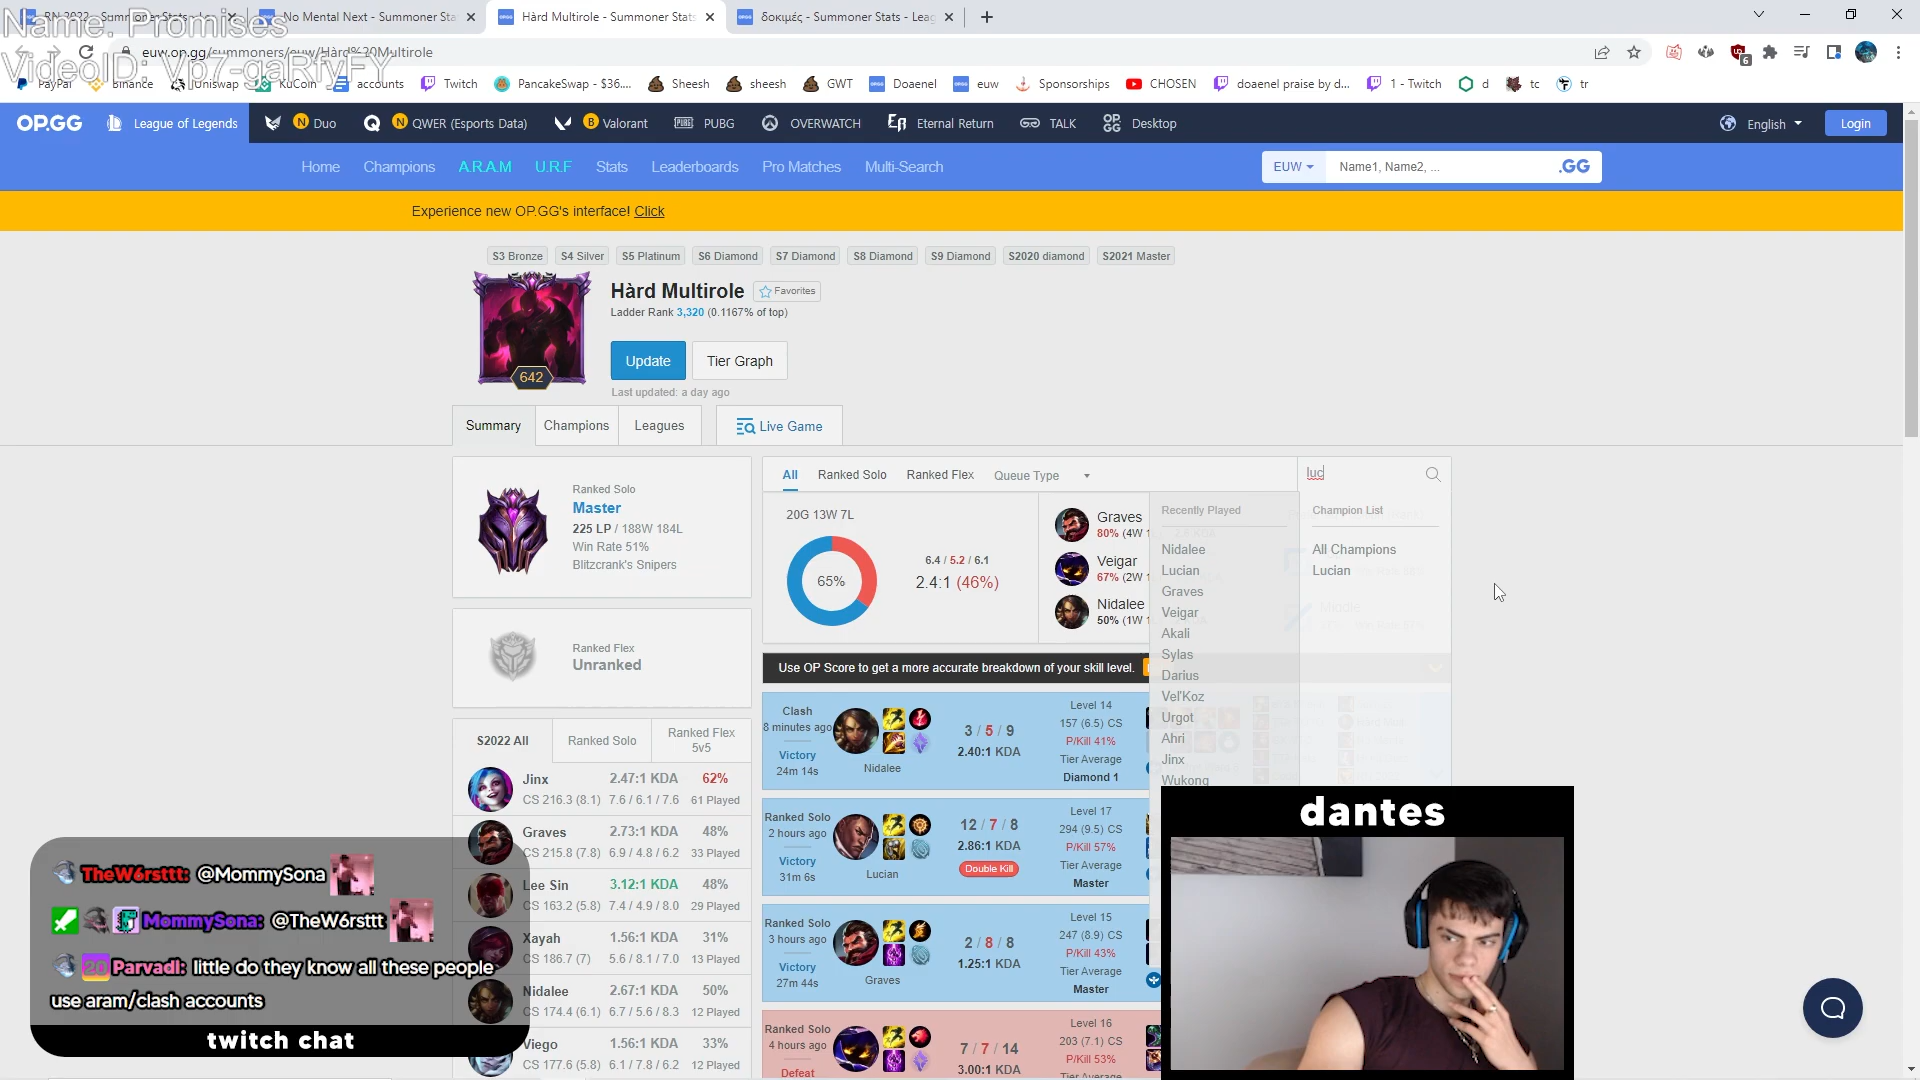 Name: Promises
VideoID: Vp7-gaRfyFY
No Mental Next - Summoner Sta
Hàrd Multirole - Summoner Stats
δοκιμές - Summoner Stats - Leag
euw.op.gg/summoners/euw/Hàrd%20Multirole
PayPal
Binance
Uniswap
KuCoin
accounts
Twitch
PancakeSwap - $36....
Sheesh
sheesh
GWT
Doaenel
euw
Sponsorships
CHOSEN
doaenel praise by d...
1 - Twitch
d
tc
tr
6
OP.GG
League of Legends
N Duo
N QWER (Esports Data)
B Valorant
PUBG
OVERWATCH
Eternal Return
TALK
Desktop
English
Login
Home
Champions
A.R.A.M
U.R.F
Stats
Leaderboards
Pro Matches
Multi-Search
EUW
Name1, Name2, ...
.GG
Experience new OP.GG's interface! Click
S3 Bronze
S4 Silver
S5 Platinum
S6 Diamond
S7 Diamond
S8 Diamond
S9 Diamond
S2020 diamond
S2021 Master
642
Hàrd Multirole
Favorites
Ladder Rank 3,320 (0.1167% of top)
Update
Tier Graph
Last updated: a day ago
Summary
Champions
Leagues
Live Game
Ranked Solo
Master
225 LP / 188W 184L
Win Rate 51%
Blitzcrank's Snipers
Ranked Flex
Unranked
S2022 All
Ranked Solo
Ranked Flex
5v5
Jinx 2.47:1 KDA 62%
CS 216.3 (8.1) 7.6 / 6.1 / 7.6 61 Played
Graves 2.73:1 KDA 48%
CS 215.8 (7.8) 6.9 / 4.8 / 6.2 33 Played
Lee Sin 3.12:1 KDA 48%
CS 163.2 (5.8) 7.4 / 4.9 / 8.0 29 Played
Xayah 1.56:1 KDA 31%
CS 186.7 (7) 5.6 / 8.1 / 7.0 13 Played
Nidalee 2.67:1 KDA 50%
CS 174.4 (6.1) 6.7 / 5.6 / 8.3 12 Played
Viego 1.56:1 KDA 33%
CS 177.6 (5.8) 6.1 / 7.8 / 6.2 12 Played
All
Ranked Solo
Ranked Flex
Queue Type
luc
20G 13W 7L
65%
6.4 / 5.2 / 6.1
2.4:1 (46%)
Graves
80% (4W 1
Veigar
67% (2W 1
Nidalee
50% (1W 1
Recently Played
Nidalee
Lucian
Graves
Veigar
Akali
Sylas
Darius
Vel'Koz
Urgot
Ahri
Jinx
Wukong
Champion List
All Champions
Lucian
Middle
Use OP Score to get a more accurate breakdown of your skill level.
Clash
8 minutes ago
Victory
24m 14s
Nidalee
3 / 5 / 9
2.40:1 KDA
Level 14
157 (6.5) CS
P/Kill 41%
Tier Average
Diamond 1
Ranked Solo
2 hours ago
Victory
31m 6s
Lucian
12 / 7 / 8
2.86:1 KDA
Double Kill
Level 17
294 (9.5) CS
P/Kill 57%
Tier Average
Master
Ranked Solo
3 hours ago
Victory
27m 44s
Graves
2 / 8 / 8
1.25:1 KDA
Level 15
247 (8.9) CS
P/Kill 43%
Tier Average
Master
Ranked Solo
4 hours ago
Defeat
7 / 7 / 14
3.00:1 KDA
Level 16
203 (7.1) CS
P/Kill 53%
Tier Average
TheW6rsttt: @MommySona
MommySona: @TheW6rsttt
20 Parvadi: little do they know all these people
use aram/clash accounts
twitch chat
dantes